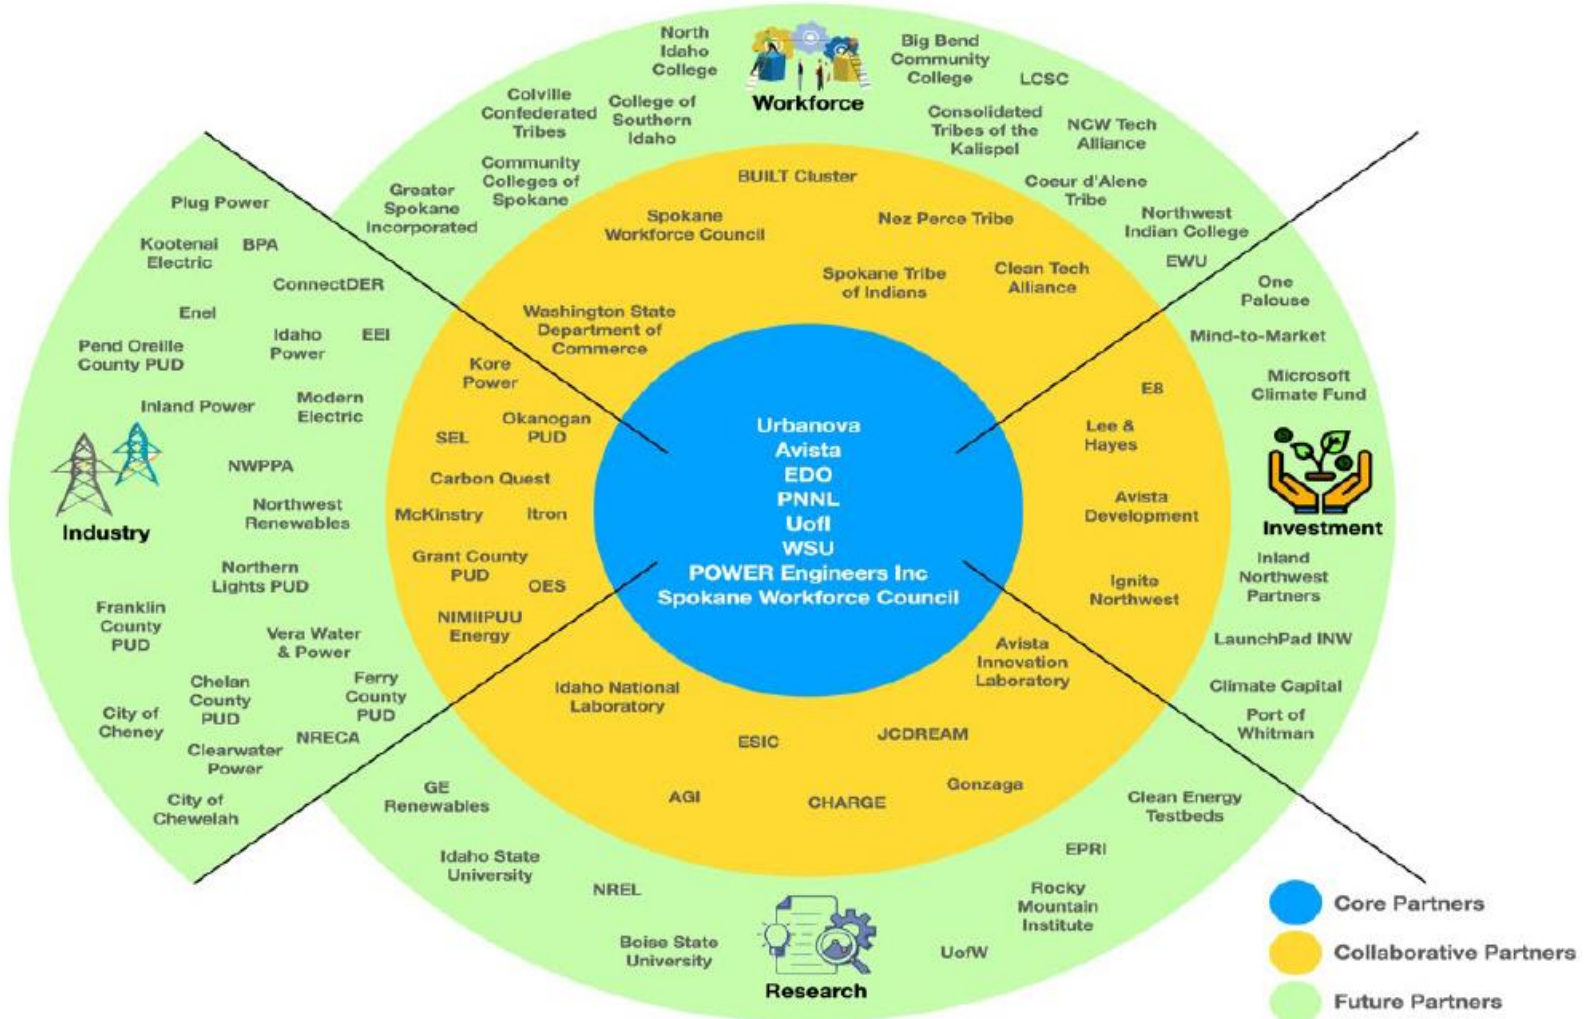 North
Idaho
College
Workforce
Big Bend
Community
College
LCSC
Colville
Confederated
Tribes
College of
Southern
Idaho
Consolidated
Tribes of the
Kalispel
NCW Tech
Alliance
Community
Colleges of
Spokane
Greater
Spokane
Incorporated
Coeur d'Alene
Tribe
Northwest
Indian College
EWU
BUILT Cluster
Spokane
Workforce Council
Nez Perce Tribe
Spokane Tribe
of Indians
Clean Tech
Alliance
Washington State
Department of
Commerce
Plug Power
Kootenai
Electric
BPA
ConnectDER
Enel
Idaho
Power
EEI
Pend Oreille
County PUD
Inland Power
Modern
Electric
NWPPA
Northwest
Renewables
Industry
Northern
Lights PUD
Franklin
County
PUD
Vera Water
& Power
Chelan
County
PUD
Ferry
County
PUD
City of
Cheney
NRECA
Clearwater
Power
City of
Chewelah
Kore
Power
Okanogan
PUD
SEL
Carbon Quest
McKinstry
Itron
Grant County
PUD
OES
NIMIIPUU
Energy
Urbanova
Avista
EDO
PNNL
UofI
WSU
POWER Engineers Inc
Spokane Workforce Council
E8
Lee &
Hayes
Avista
Development
Ignite
Northwest
One
Palouse
Mind-to-Market
Microsoft
Climate Fund
Investment
Inland
Northwest
Partners
LaunchPad INW
Climate Capital
Port of
Whitman
Avista
Innovation
Laboratory
Idaho National
Laboratory
ESIC
JCDREAM
AGI
CHARGE
Gonzaga
GE
Renewables
Clean Energy
Testbeds
Idaho State
University
NREL
EPRI
Rocky
Mountain
Institute
Boise State
University
UofW
Research
Core Partners
Collaborative Partners
Future Partners